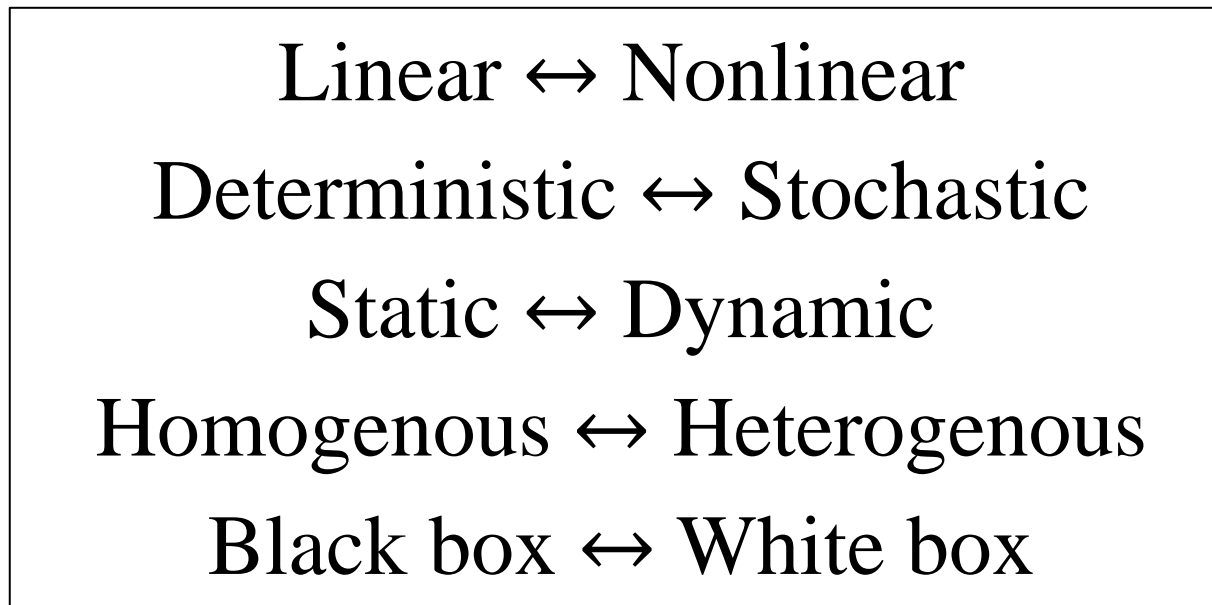 Linear ↔ Nonlinear
Deterministic ↔ Stochastic
Static ↔ Dynamic
Homogenous ↔ Heterogenous
Black box ↔ White box